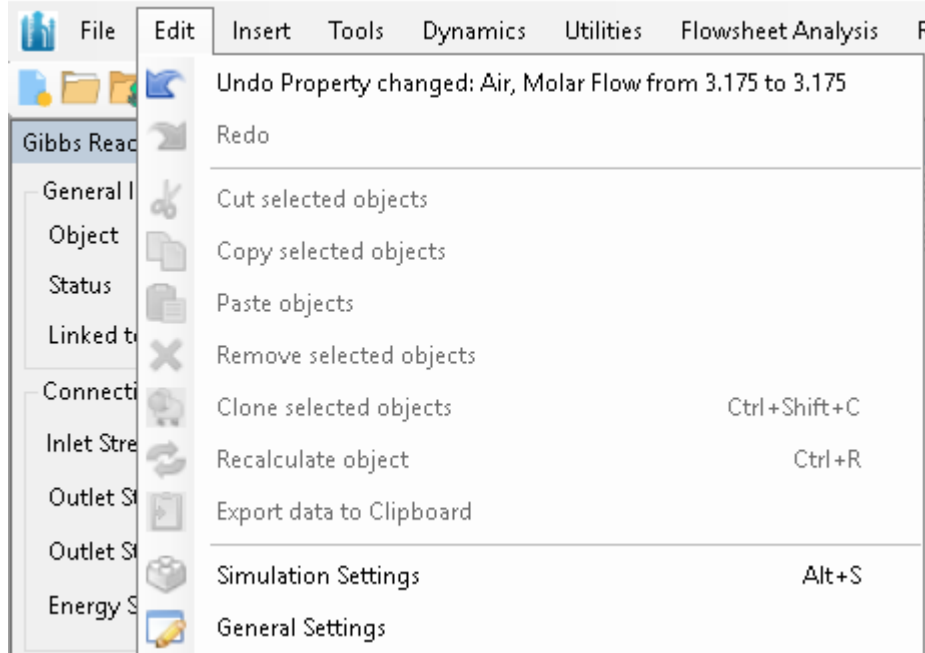 File Edit Insert Tools Dynamics Utilities Flowsheet Analysis
Undo Property changed: Air, Molar Flow from 3.175 to 3.175
Gibbs Reac
Redo
General I
Cut selected objects
Object
Copy selected objects
Status
Paste objects
Linked to
Remove selected objects
Connecti
Clone selected objects Ctrl+Shift+C
Inlet Stre
Recalculate object Ctrl+R
Outlet St
Export data to Clipboard
Outlet St
Simulation Settings Alt+S
Energy S
General Settings